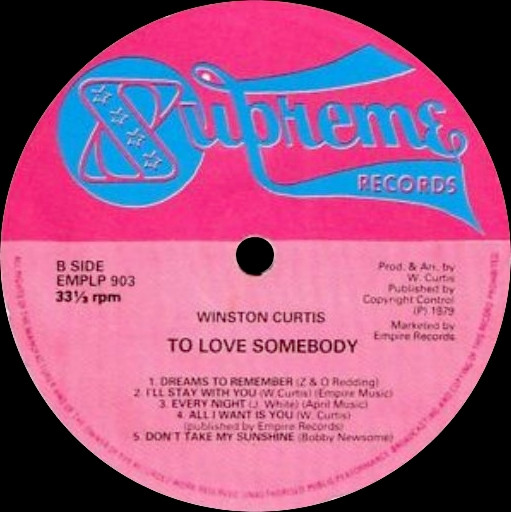 Supreme
RECORDS
B SIDE
EMPLP 903
33⅓ rpm
Prod. & Arr. by
W. Curtis
Published by
Copyright Control
(P) 1979
Marketed by
Empire Records
WINSTON CURTIS
TO LOVE SOMEBODY
1. DREAMS TO REMEMBER (Z & O Redding)
2. I'LL STAY WITH YOU (W. Curtis) (Empire Music)
3. EVERY NIGHT (J. White) (April Music)
4. ALL I WANT IS YOU (W. Curtis)
(published by Empire Records)
5. DON'T TAKE MY SUNSHINE (Bobby Newsome)